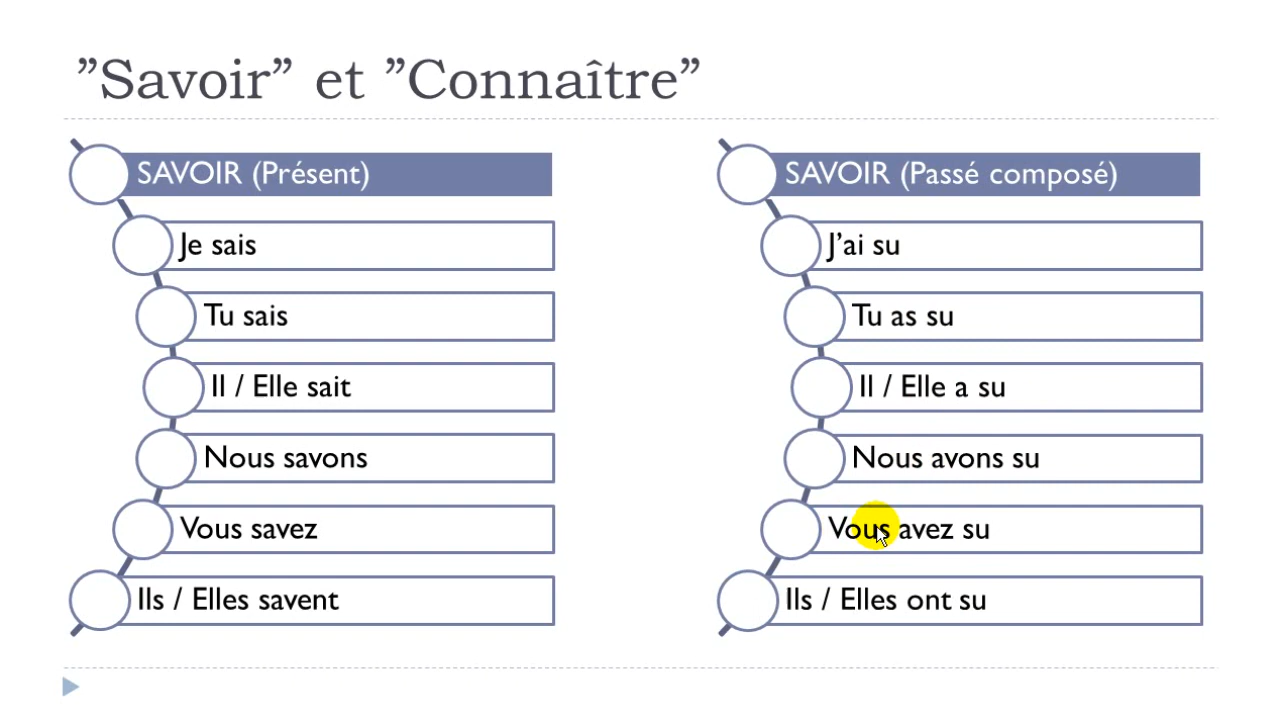 ”Savoir” et ”Connaître”
SAVOIR (Présent)
Je sais
Tu sais
Il / Elle sait
Nous savons
Vous savez
Ils / Elles savent
SAVOIR (Passé composé)
J’ai su
Tu as su
Il / Elle a su
Nous avons su
Vous avez su
Ils / Elles ont su